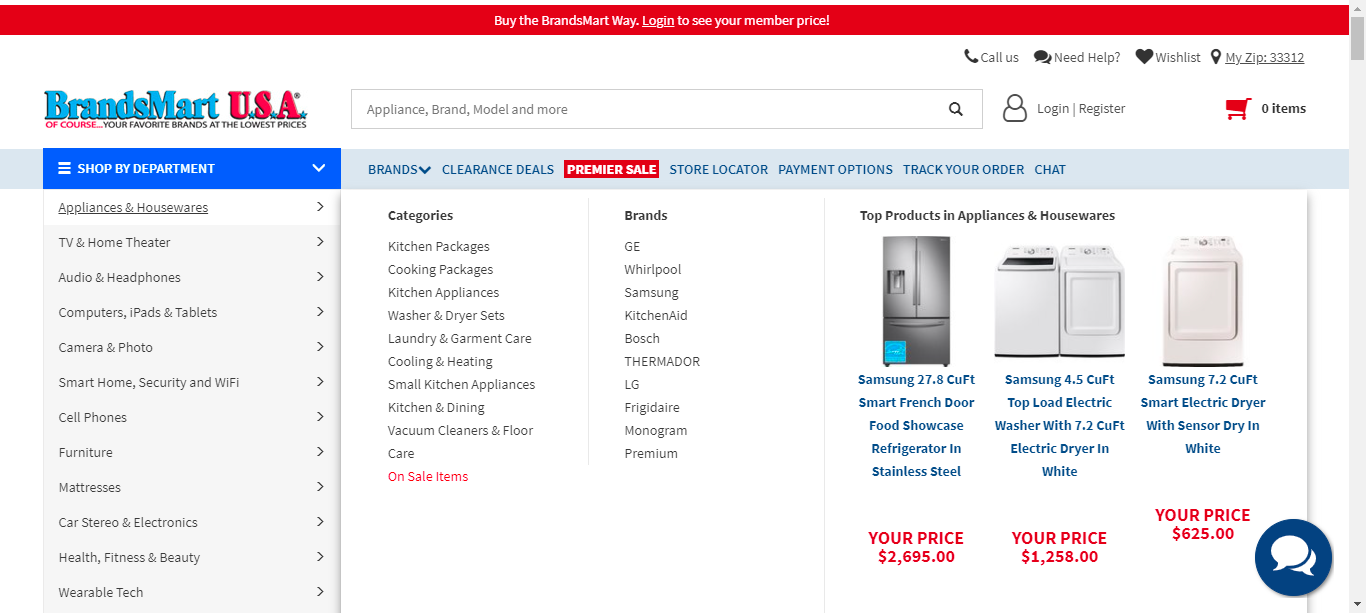 Buy the BrandsMart Way. Login to see your member price!
Call us Need Help? Wishlist My Zip: 33312
BrandsMart U.S.A.®
OF COURSE...YOUR FAVORITE BRANDS AT THE LOWEST PRICES
Appliance, Brand, Model and more
Login | Register
0 items
SHOP BY DEPARTMENT
BRANDS CLEARANCE DEALS PREMIER SALE STORE LOCATOR PAYMENT OPTIONS TRACK YOUR ORDER CHAT
Appliances & Housewares
TV & Home Theater
Audio & Headphones
Computers, iPads & Tablets
Camera & Photo
Smart Home, Security and WiFi
Cell Phones
Furniture
Mattresses
Car Stereo & Electronics
Health, Fitness & Beauty
Wearable Tech
Categories
Kitchen Packages
Cooking Packages
Kitchen Appliances
Washer & Dryer Sets
Laundry & Garment Care
Cooling & Heating
Small Kitchen Appliances
Kitchen & Dining
Vacuum Cleaners & Floor
Care
On Sale Items
Brands
GE
Whirlpool
Samsung
KitchenAid
Bosch
THERMADOR
LG
Frigidaire
Monogram
Premium
Top Products in Appliances & Housewares
Samsung 27.8 CuFt
Smart French Door
Food Showcase
Refrigerator In
Stainless Steel
YOUR PRICE
$2,695.00
Samsung 4.5 CuFt
Top Load Electric
Washer With 7.2 CuFt
Electric Dryer In
White
YOUR PRICE
$1,258.00
Samsung 7.2 CuFt
Smart Electric Dryer
With Sensor Dry In
White
YOUR PRICE
$625.00